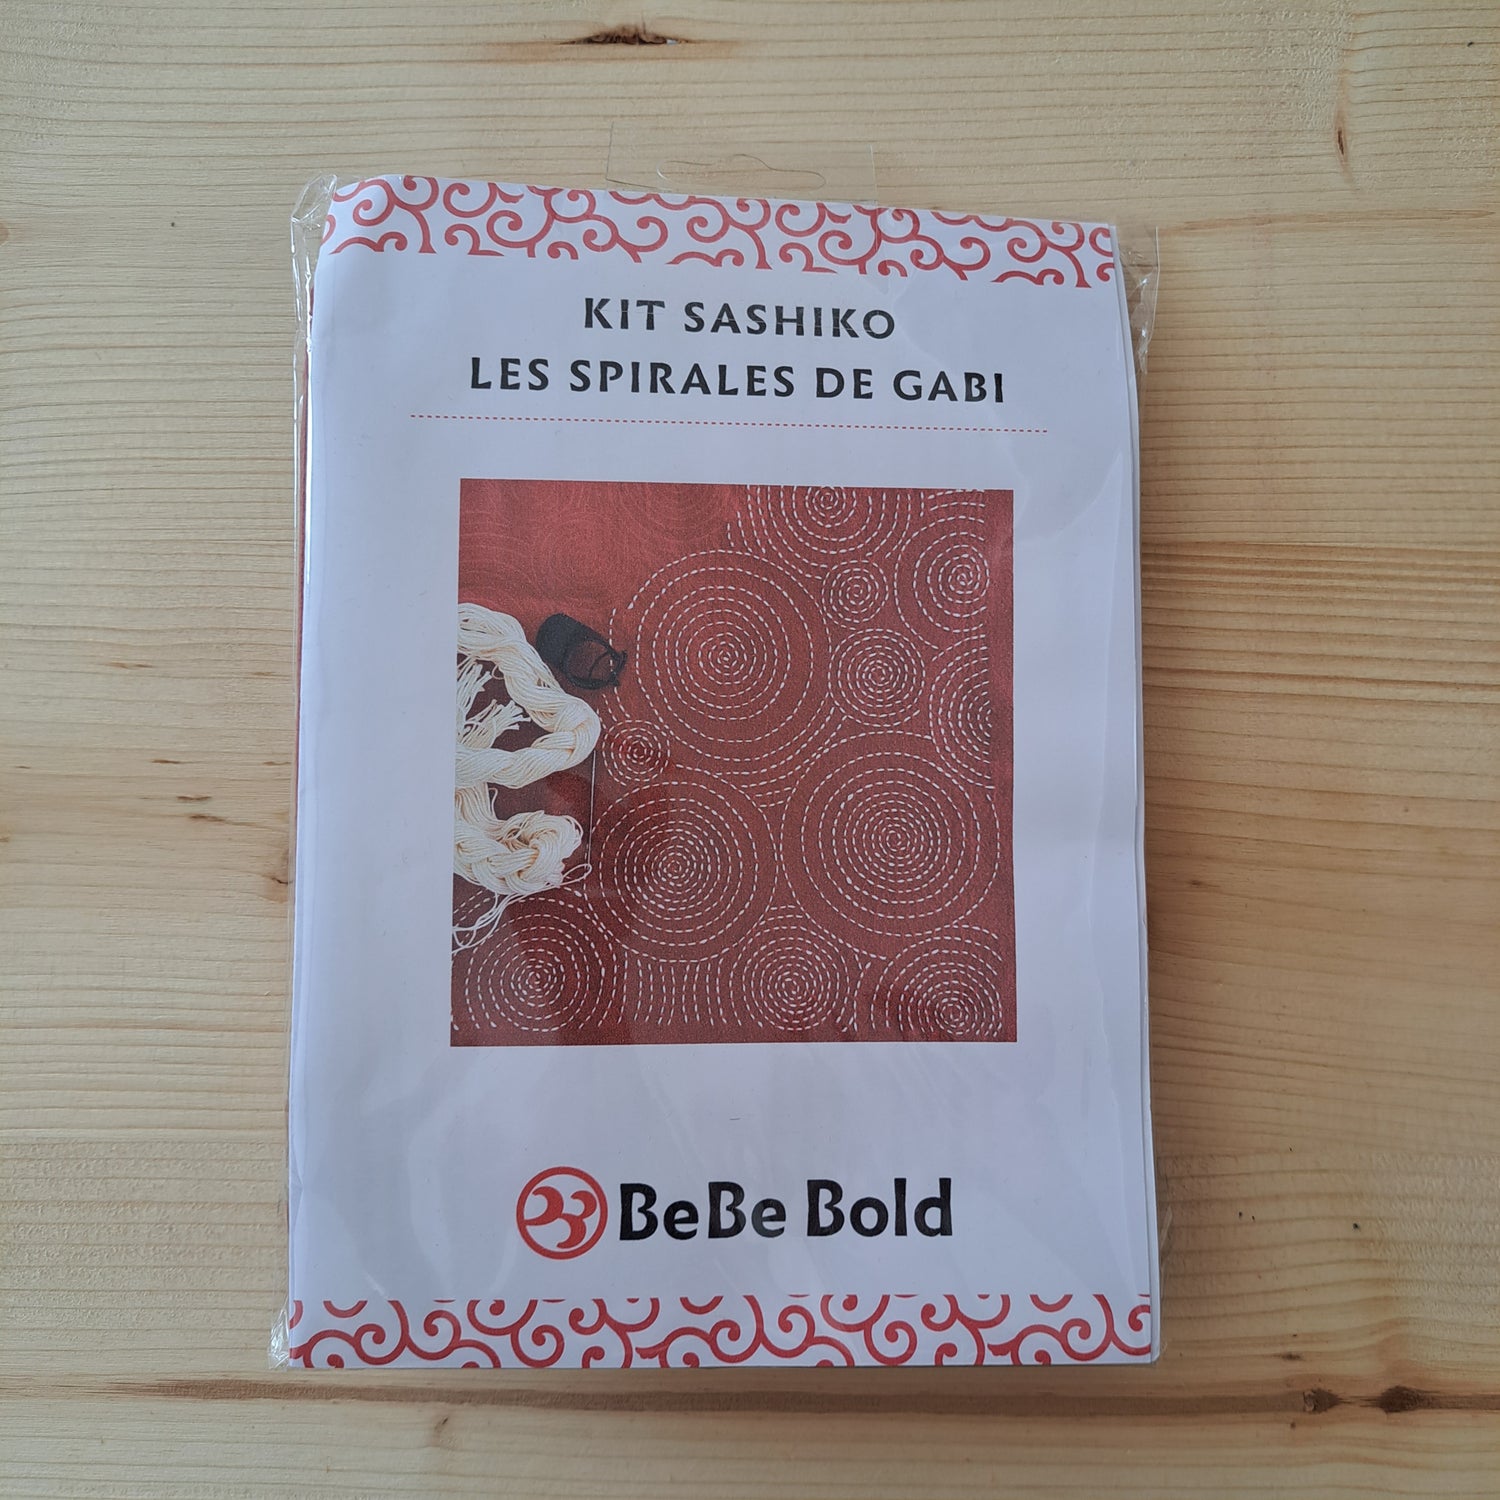 KIT SASHIKO
LES SPIRALES DE GABI
BeBe Bold